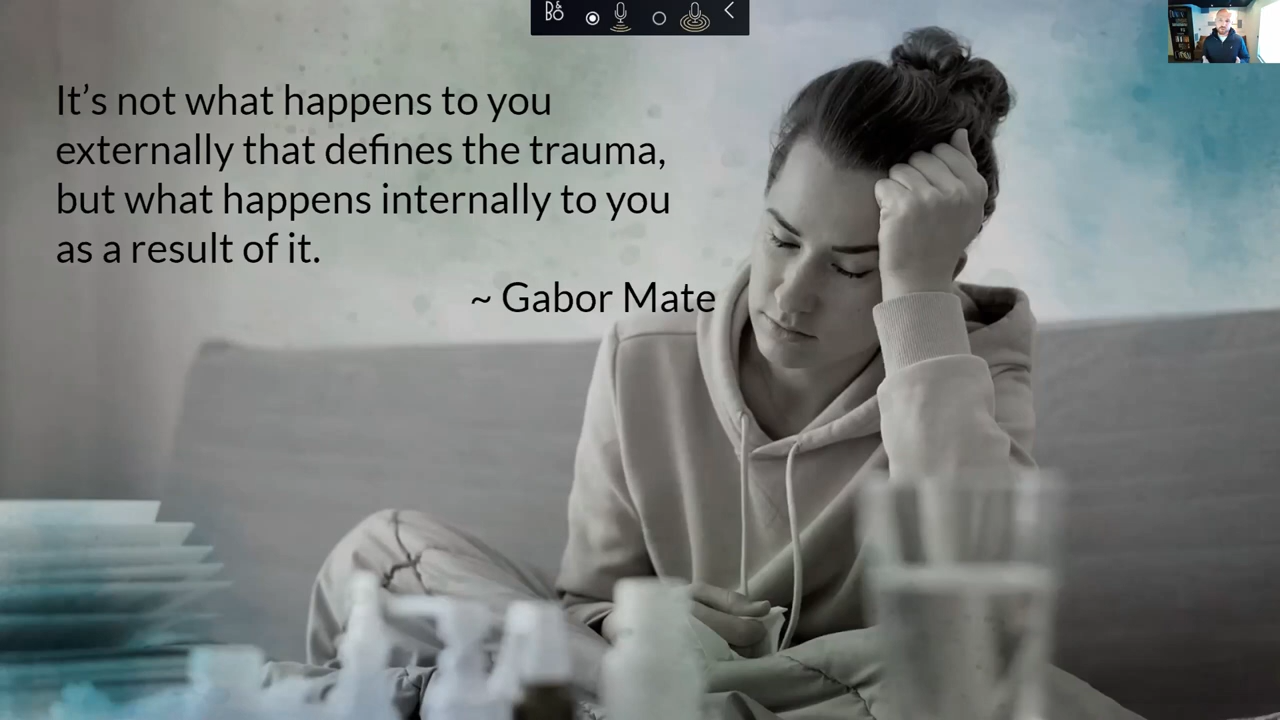 B&O
It’s not what happens to you
externally that defines the trauma,
but what happens internally to you
as a result of it.
~ Gabor Mate